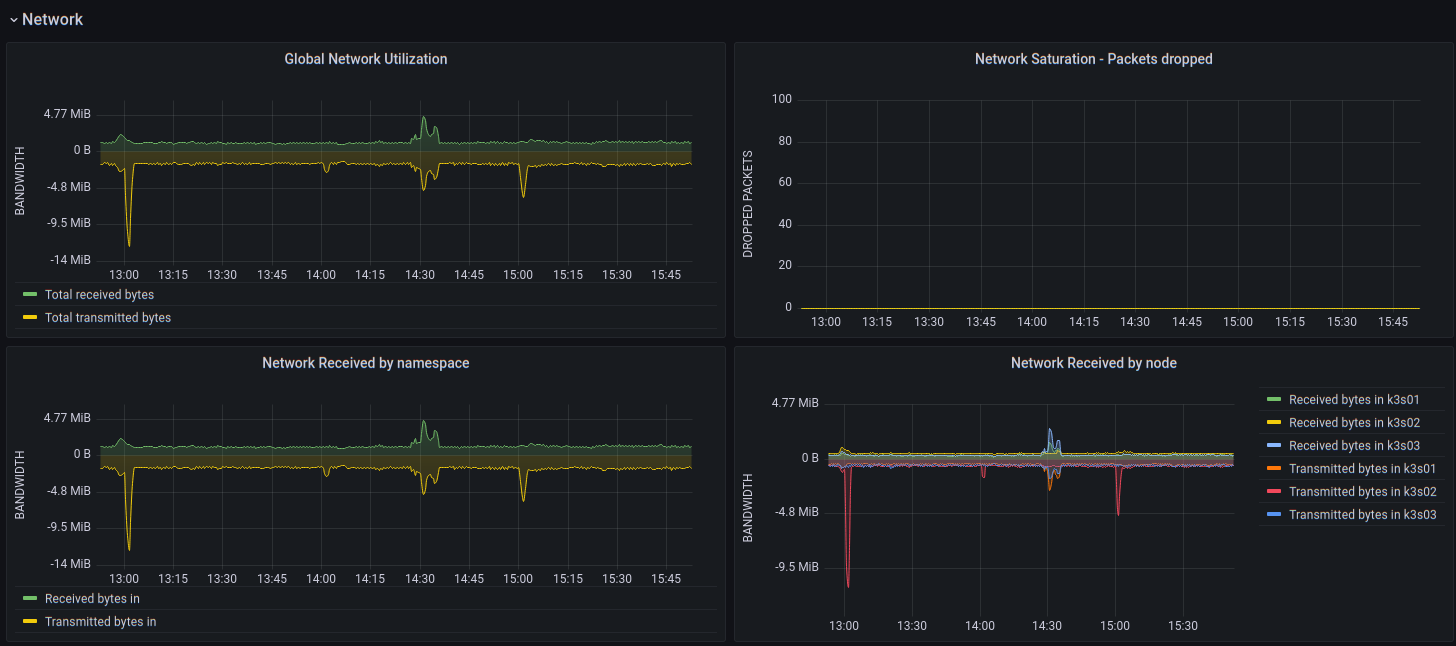 Network
Global Network Utilization
BANDWIDTH
4.77 MiB
0 B
-4.8 MiB
-9.5 MiB
-14 MiB
13:00 13:15 13:30 13:45 14:00 14:15 14:30 14:45 15:00 15:15 15:30 15:45
Total received bytes
Total transmitted bytes
Network Saturation - Packets dropped
DROPPED PACKETS
100
80
60
40
20
0
13:00 13:15 13:30 13:45 14:00 14:15 14:30 14:45 15:00 15:15 15:30 15:45
Network Received by namespace
BANDWIDTH
4.77 MiB
0 B
-4.8 MiB
-9.5 MiB
-14 MiB
13:00 13:15 13:30 13:45 14:00 14:15 14:30 14:45 15:00 15:15 15:30 15:45
Received bytes in
Transmitted bytes in
Network Received by node
BANDWIDTH
4.77 MiB
0 B
-4.8 MiB
-9.5 MiB
13:00 13:30 14:00 14:30 15:00 15:30
Received bytes in k3s01
Received bytes in k3s02
Received bytes in k3s03
Transmitted bytes in k3s01
Transmitted bytes in k3s02
Transmitted bytes in k3s03